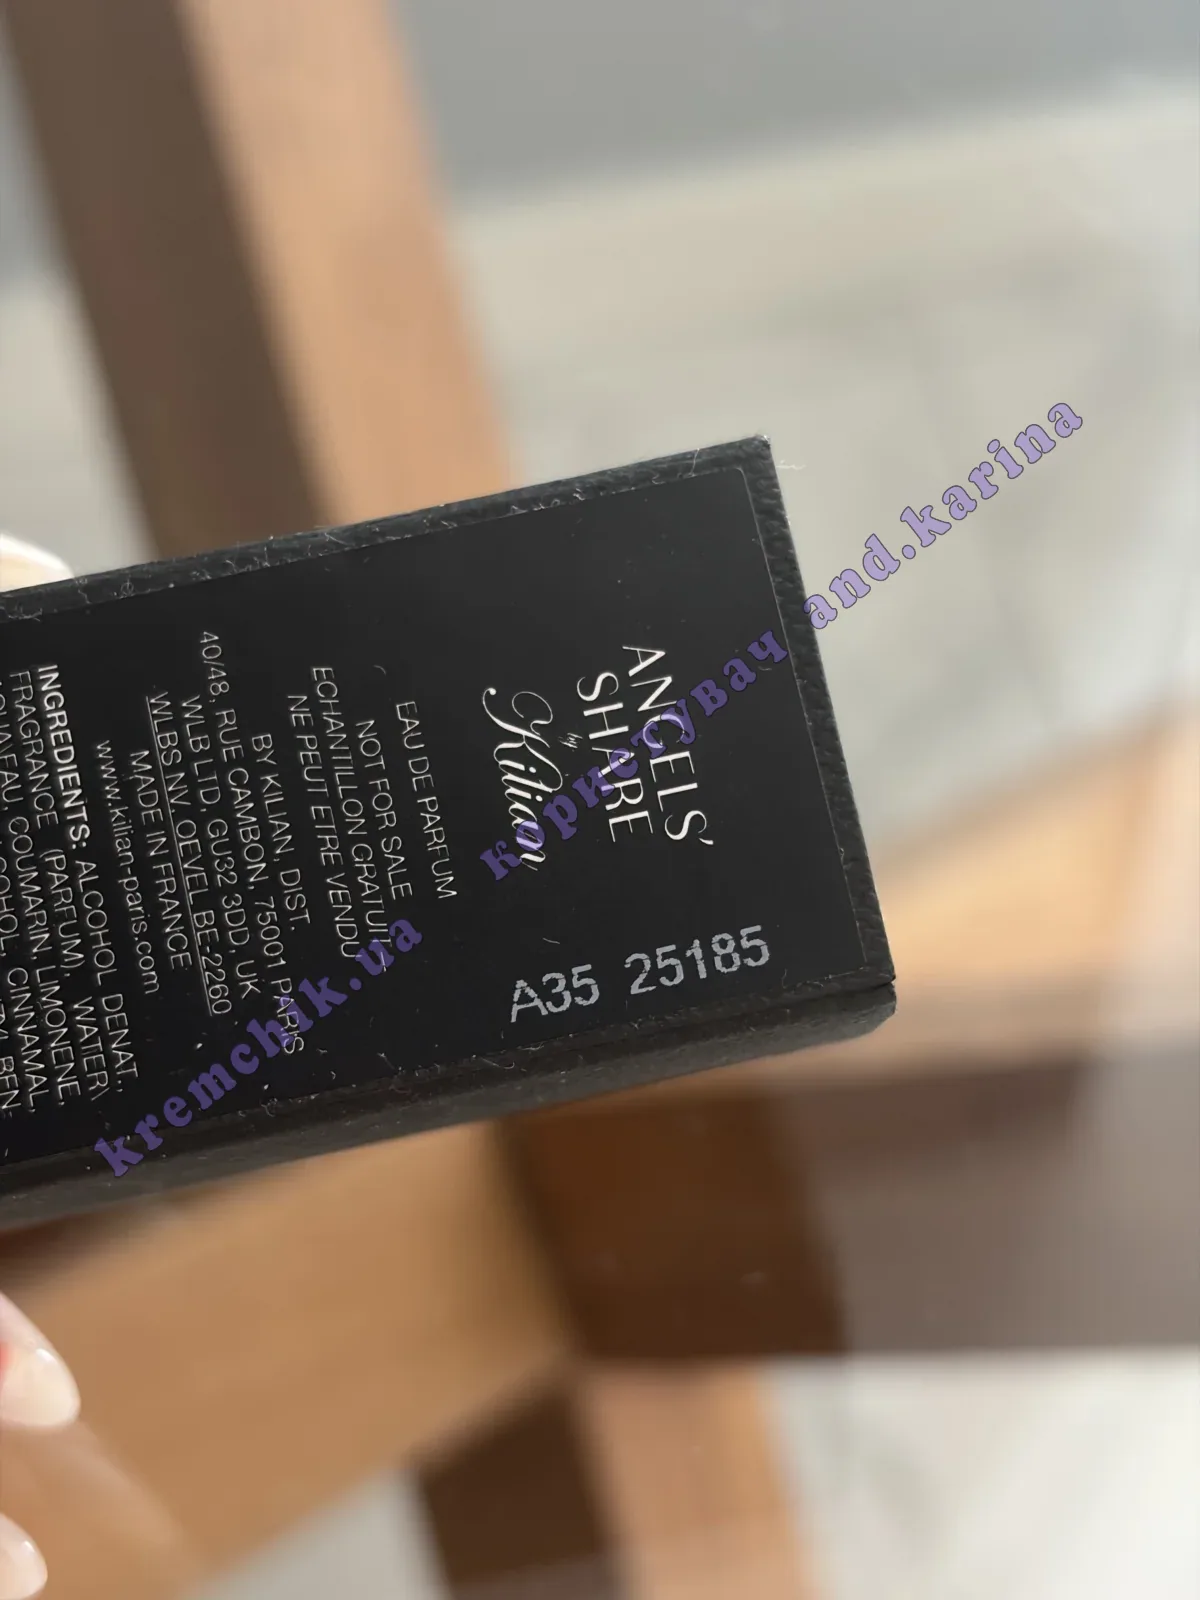 ANGELS'
SHARE
by
Kilian
EAU DE PARFUM
NOT FOR SALE
ECHANTILLON GRATUIT
NE PEUT ETRE VENDU
BY KILIAN, DIST.
40/48, RUE CAMBON, 75001 PARIS
WLB LTD, GU32 3DD, UK
WLBS NV, OEVEL BE-2260
MADE IN FRANCE
www.kilian-paris.com
INGREDIENTS: ALCOHOL DENAT.,
FRAGRANCE (PARFUM), WATER\
COUMARIN, LIMONENE,
CINNAMAL,
A35 25185
kremchik.ua користувач and.karina